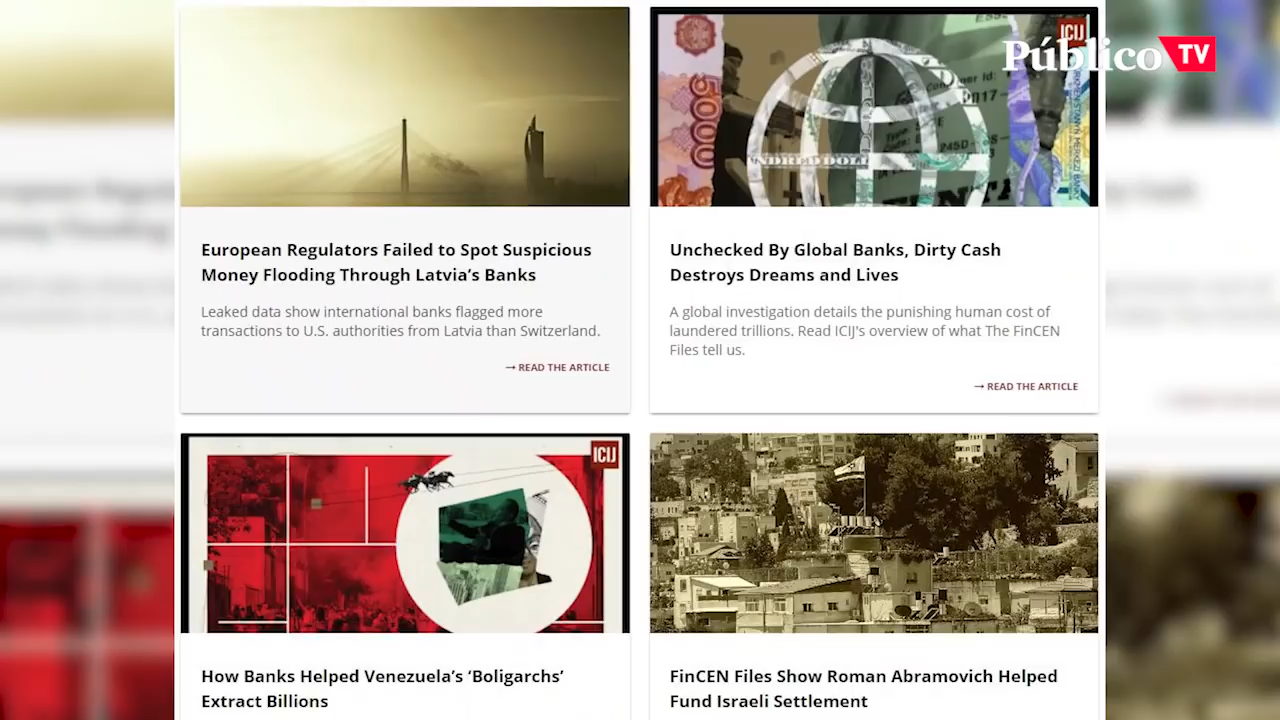 Público TV
ICIJ
5000
UNDRED DOLL
European Regulators Failed to Spot Suspicious
Money Flooding Through Latvia’s Banks
Leaked data show international banks flagged more
transactions to U.S. authorities from Latvia than Switzerland.
→ READ THE ARTICLE
Unchecked By Global Banks, Dirty Cash
Destroys Dreams and Lives
A global investigation details the punishing human cost of
laundered trillions. Read ICIJ's overview of what The FinCEN
Files tell us.
→ READ THE ARTICLE
ICIJ
How Banks Helped Venezuela’s ‘Boligarchs’
Extract Billions
FinCEN Files Show Roman Abramovich Helped
Fund Israeli Settlement